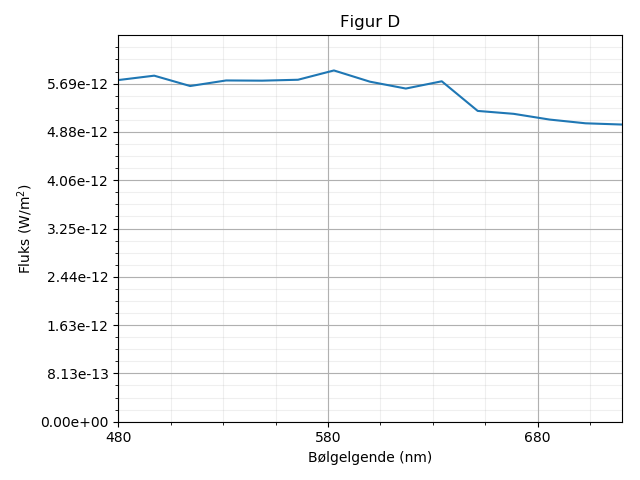 Figur D
Fluks (W/m²)
5.69e-12
4.88e-12
4.06e-12
3.25e-12
2.44e-12
1.63e-12
8.13e-13
0.00e+00
480 580 680
Bølgelgende (nm)